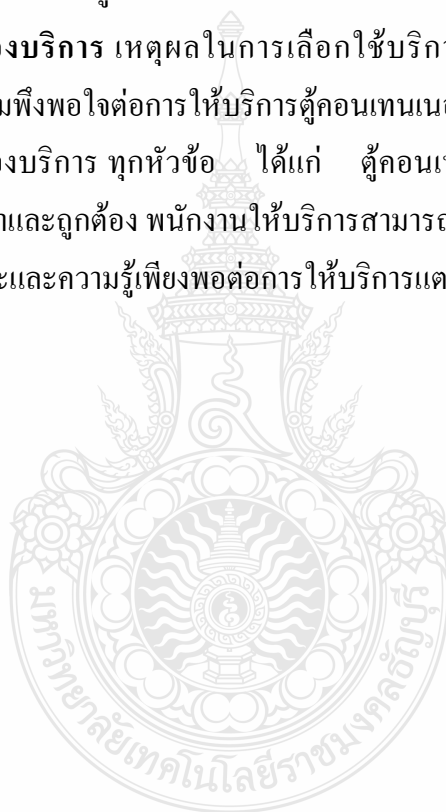 องบริการ เหตุผลในการเลือกใช้บริกา
มพึงพอใจต่อการให้บริการตู้คอนเทนเนอ
องบริการ ทุกหัวข้อ ได้แก่ ตู้คอนเท
าและถูกต้อง พนักงานให้บริการสามารถ
ะและความรู้เพียงพอต่อการให้บริการแต
มหาวิทยาลัยเทคโนโลยีราชมงคลธัญบุรี